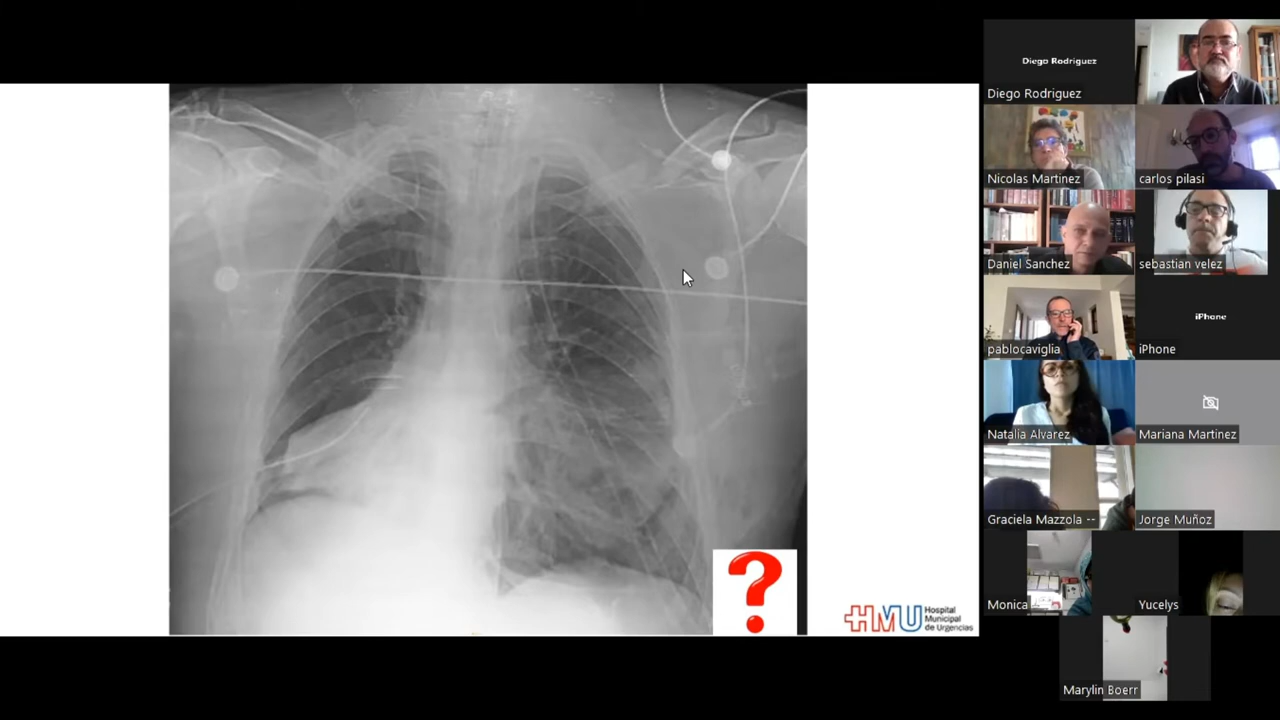 Diego Rodriguez
Diego Rodriguez
Nicolas Martinez
carlos pilasi
Daniel Sanchez
sebastian velez
pablocaviglia
iPhone
iPhone
Natalia Alvarez
Mariana Martinez
Graciela Mazzola --
Jorge Muñoz
Monica
Yucelys
Marylin Boerr
?
HMU
Hospital
Municipal
de Urgencias